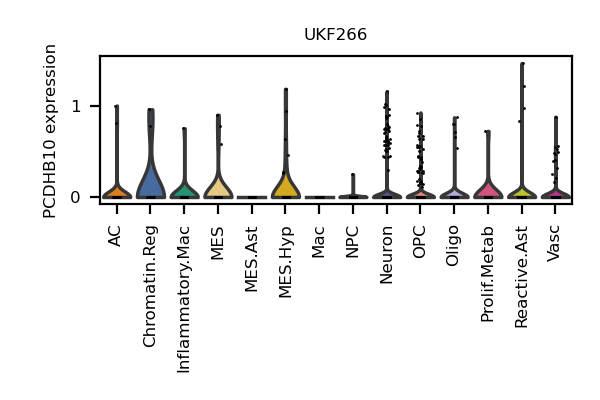 UKF266
PCDHB10 expression
1
0
AC
Chromatin.Reg
Inflammatory.Mac
MES
MES.Ast
MES.Hyp
Mac
NPC
Neuron
OPC
Oligo
Prolif.Metab
Reactive.Ast
Vasc